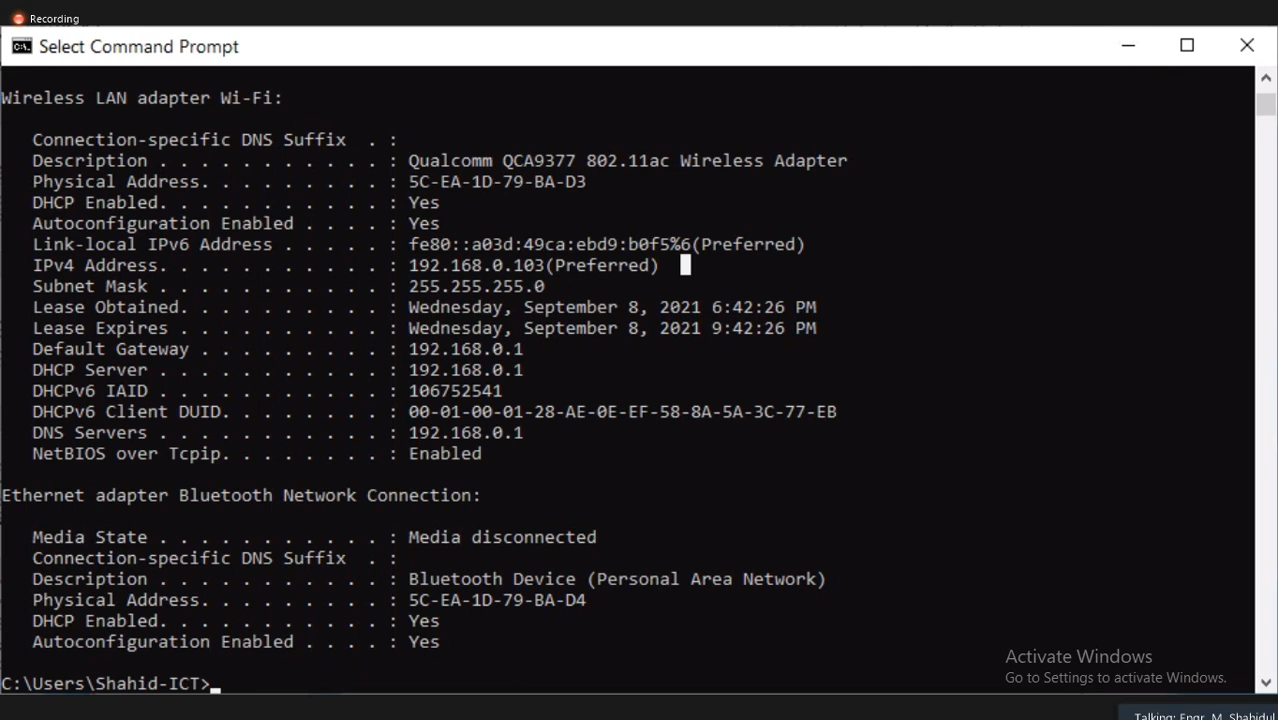 Recording
Select Command Prompt
Wireless LAN adapter Wi-Fi:
Connection-specific DNS Suffix . :
Description . . . . . . . . . . . : Qualcomm QCA9377 802.11ac Wireless Adapter
Physical Address. . . . . . . . . : 5C-EA-1D-79-BA-D3
DHCP Enabled. . . . . . . . . . . : Yes
Autoconfiguration Enabled . . . . : Yes
Link-local IPv6 Address . . . . . : fe80::a03d:49ca:ebd9:b0f5%6(Preferred)
IPv4 Address. . . . . . . . . . . : 192.168.0.103(Preferred)
Subnet Mask . . . . . . . . . . . : 255.255.255.0
Lease Obtained. . . . . . . . . . : Wednesday, September 8, 2021 6:42:26 PM
Lease Expires . . . . . . . . . . : Wednesday, September 8, 2021 9:42:26 PM
Default Gateway . . . . . . . . . : 192.168.0.1
DHCP Server . . . . . . . . . . . : 192.168.0.1
DHCPv6 IAID . . . . . . . . . . . : 106752541
DHCPv6 Client DUID. . . . . . . . : 00-01-00-01-28-AE-0E-EF-58-8A-5A-3C-77-EB
DNS Servers . . . . . . . . . . . : 192.168.0.1
NetBIOS over Tcpip. . . . . . . . : Enabled
Ethernet adapter Bluetooth Network Connection:
Media State . . . . . . . . . . . : Media disconnected
Connection-specific DNS Suffix . :
Description . . . . . . . . . . . : Bluetooth Device (Personal Area Network)
Physical Address. . . . . . . . . : 5C-EA-1D-79-BA-D4
DHCP Enabled. . . . . . . . . . . : Yes
Autoconfiguration Enabled . . . . : Yes
C:\Users\Shahid-ICT>
Activate Windows
Go to Settings to activate Windows.
Talking: Engr. M. Shahidul